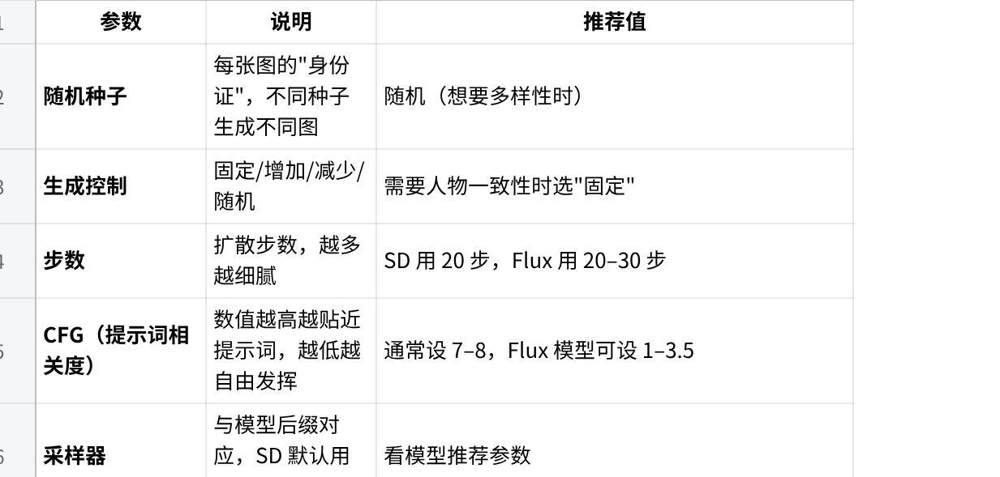 1
参数
说明
推荐值
2
随机种子
每张图的"身份
证"，不同种子
生成不同图
随机（想要多样性时）
3
生成控制
固定/增加/减少/
随机
需要人物一致性时选"固定"
4
步数
扩散步数，越多
越细腻
SD 用 20 步，Flux 用 20–30 步
5
CFG（提示词相
关度）
数值越高越贴近
提示词，越低越
自由发挥
通常设 7–8，Flux 模型可设 1–3.5
6
采样器
与模型后缀对
应，SD 默认用
看模型推荐参数